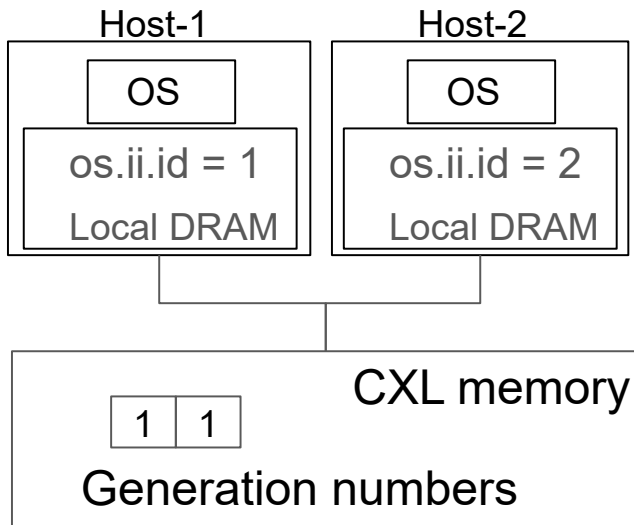 Host-1
Host-2
OS
OS
os.ii.id = 1
os.ii.id = 2
Local DRAM
Local DRAM
CXL memory
1 1
Generation numbers